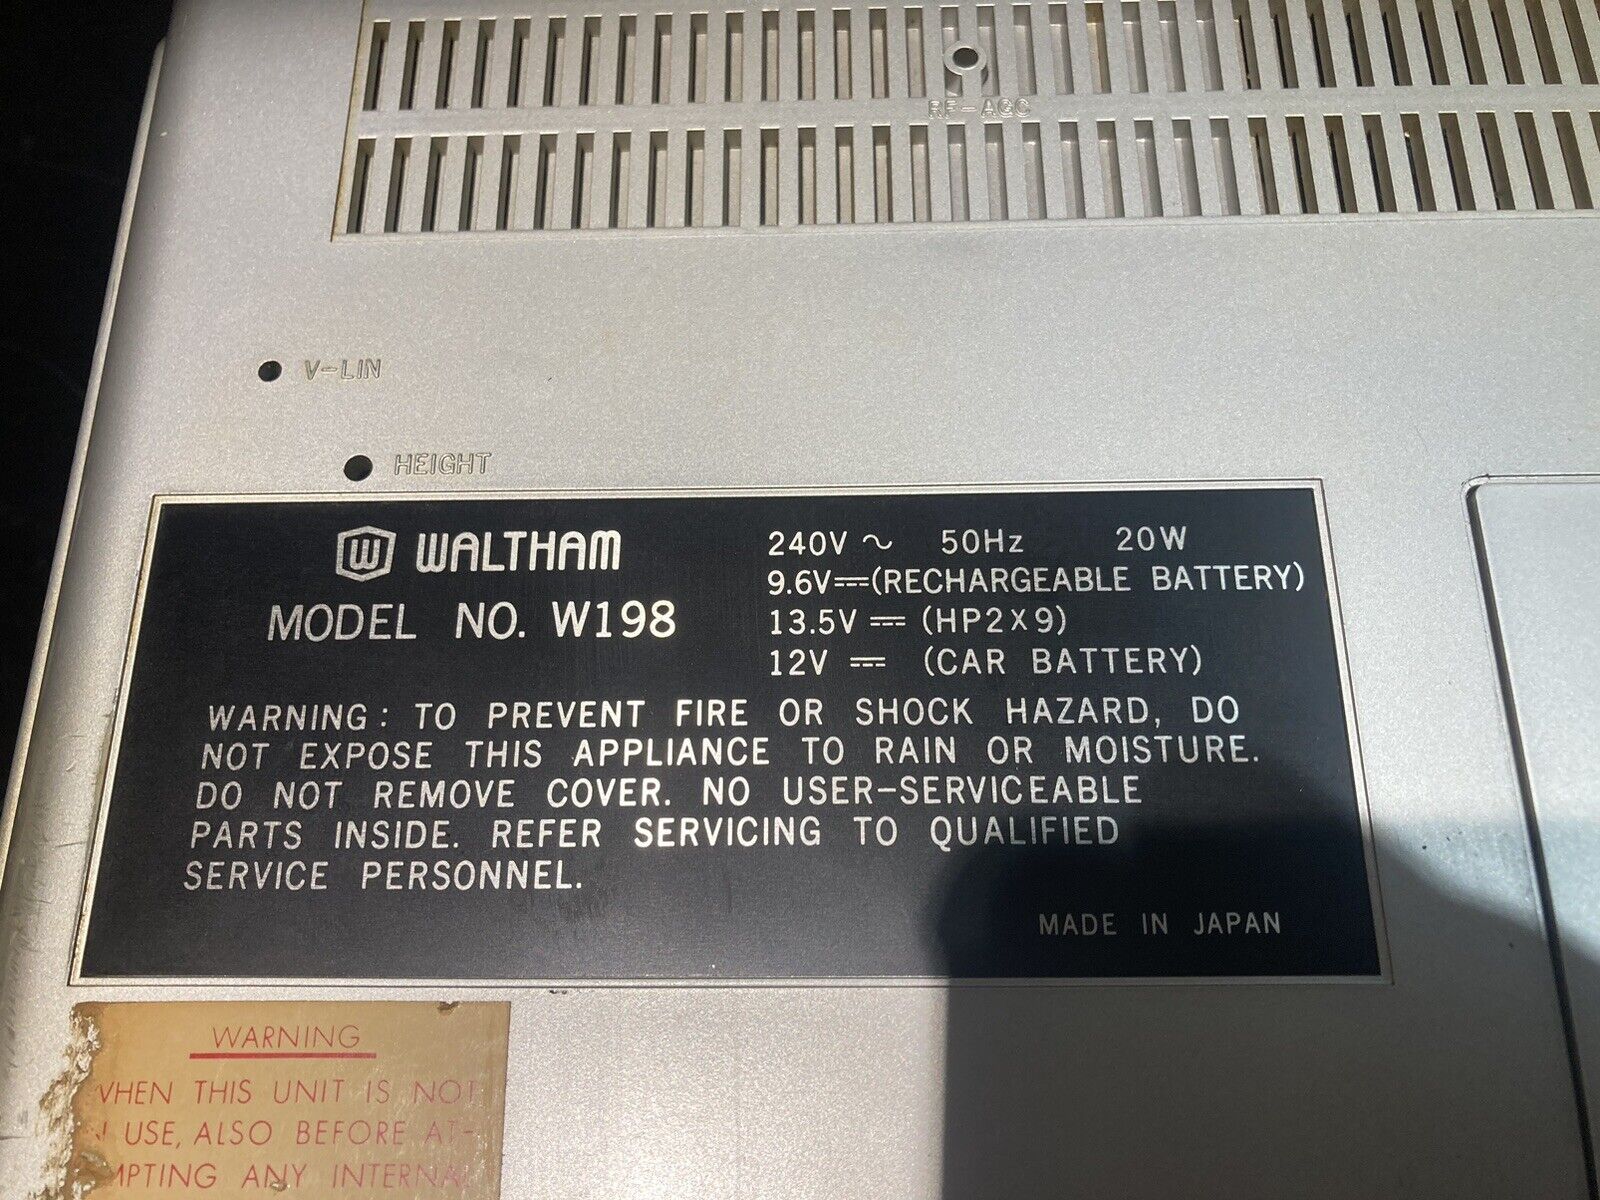 RF-AGC
V-LIN
HEIGHT
W WALTHAM
MODEL NO. W198
240V ~ 50Hz 20W
9.6V⎓(RECHARGEABLE BATTERY)
13.5V ⎓ (HP2X9)
12V ⎓ (CAR BATTERY)
WARNING: TO PREVENT FIRE OR SHOCK HAZARD, DO
NOT EXPOSE THIS APPLIANCE TO RAIN OR MOISTURE.
DO NOT REMOVE COVER. NO USER-SERVICEABLE
PARTS INSIDE. REFER SERVICING TO QUALIFIED
SERVICE PERSONNEL.
MADE IN JAPAN
WARNING
WHEN THIS UNIT IS NOT
USE, ALSO BEFORE AT-
MPTING ANY INTERNAL